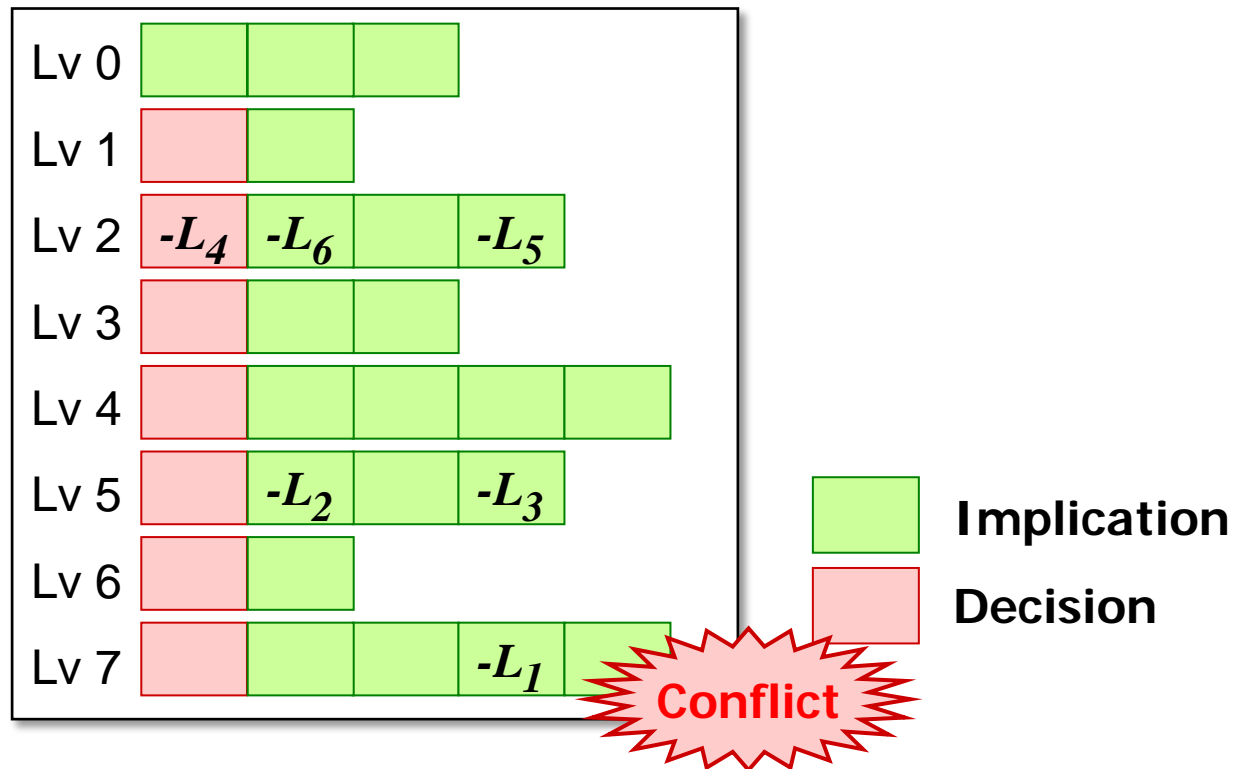 Lv 0
Lv 1
Lv 2 -L4 -L6 -L5
Lv 3
Lv 4
Lv 5 -L2 -L3
Lv 6
Lv 7 -L1
Conflict
Implication
Decision